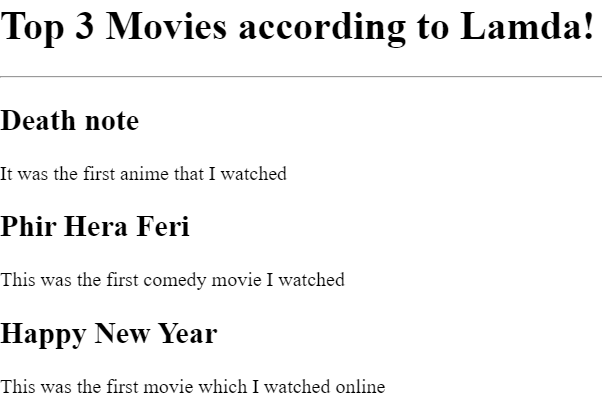 Top 3 Movies according to Lamda!
Death note
It was the first anime that I watched
Phir Hera Feri
This was the first comedy movie I watched
Happy New Year
This was the first movie which I watched online